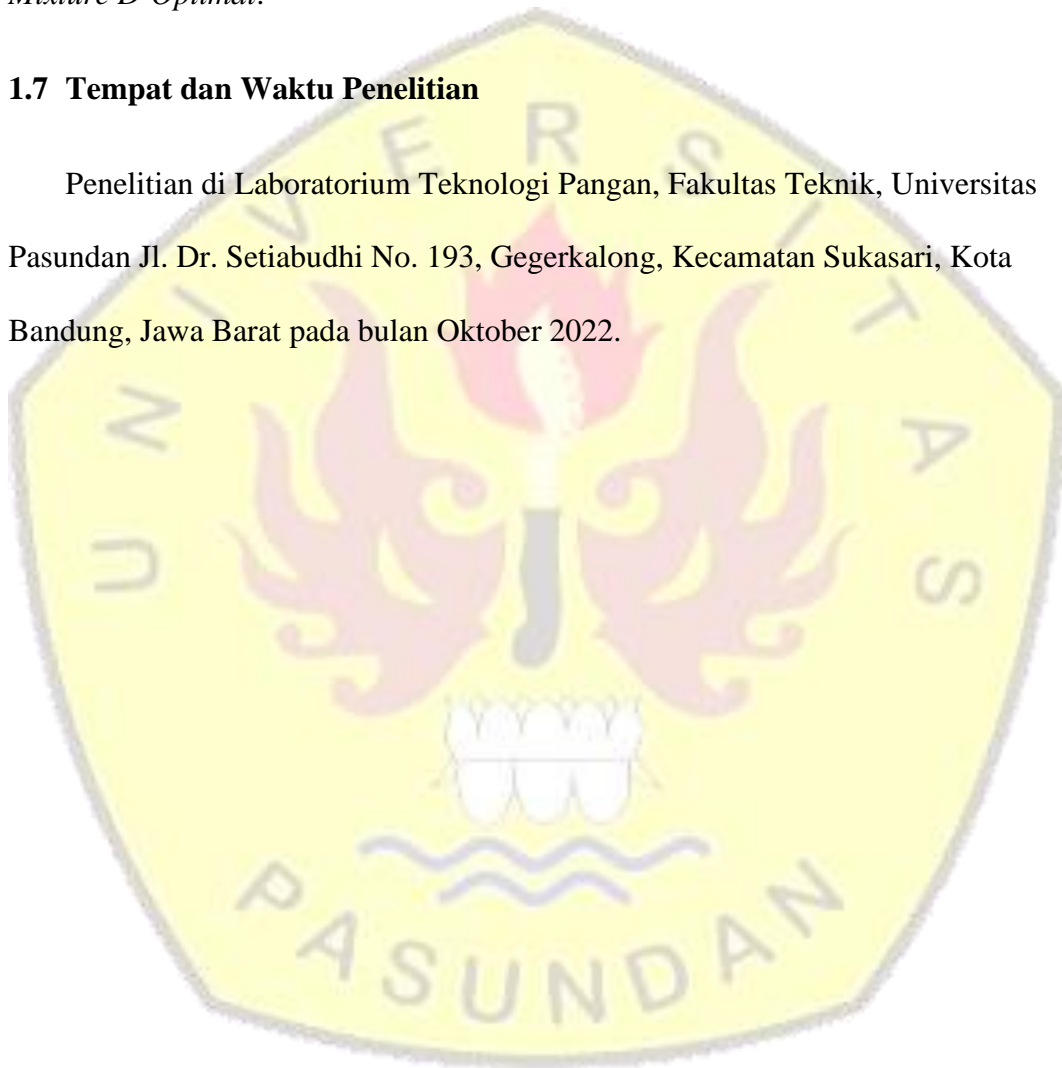 Mixture D-Optimal.
1.7 Tempat dan Waktu Penelitian
Penelitian di Laboratorium Teknologi Pangan, Fakultas Teknik, Universitas
Pasundan Jl. Dr. Setiabudhi No. 193, Gegerkalong, Kecamatan Sukasari, Kota
Bandung, Jawa Barat pada bulan Oktober 2022.
UNIVERSITAS
PASUNDAN